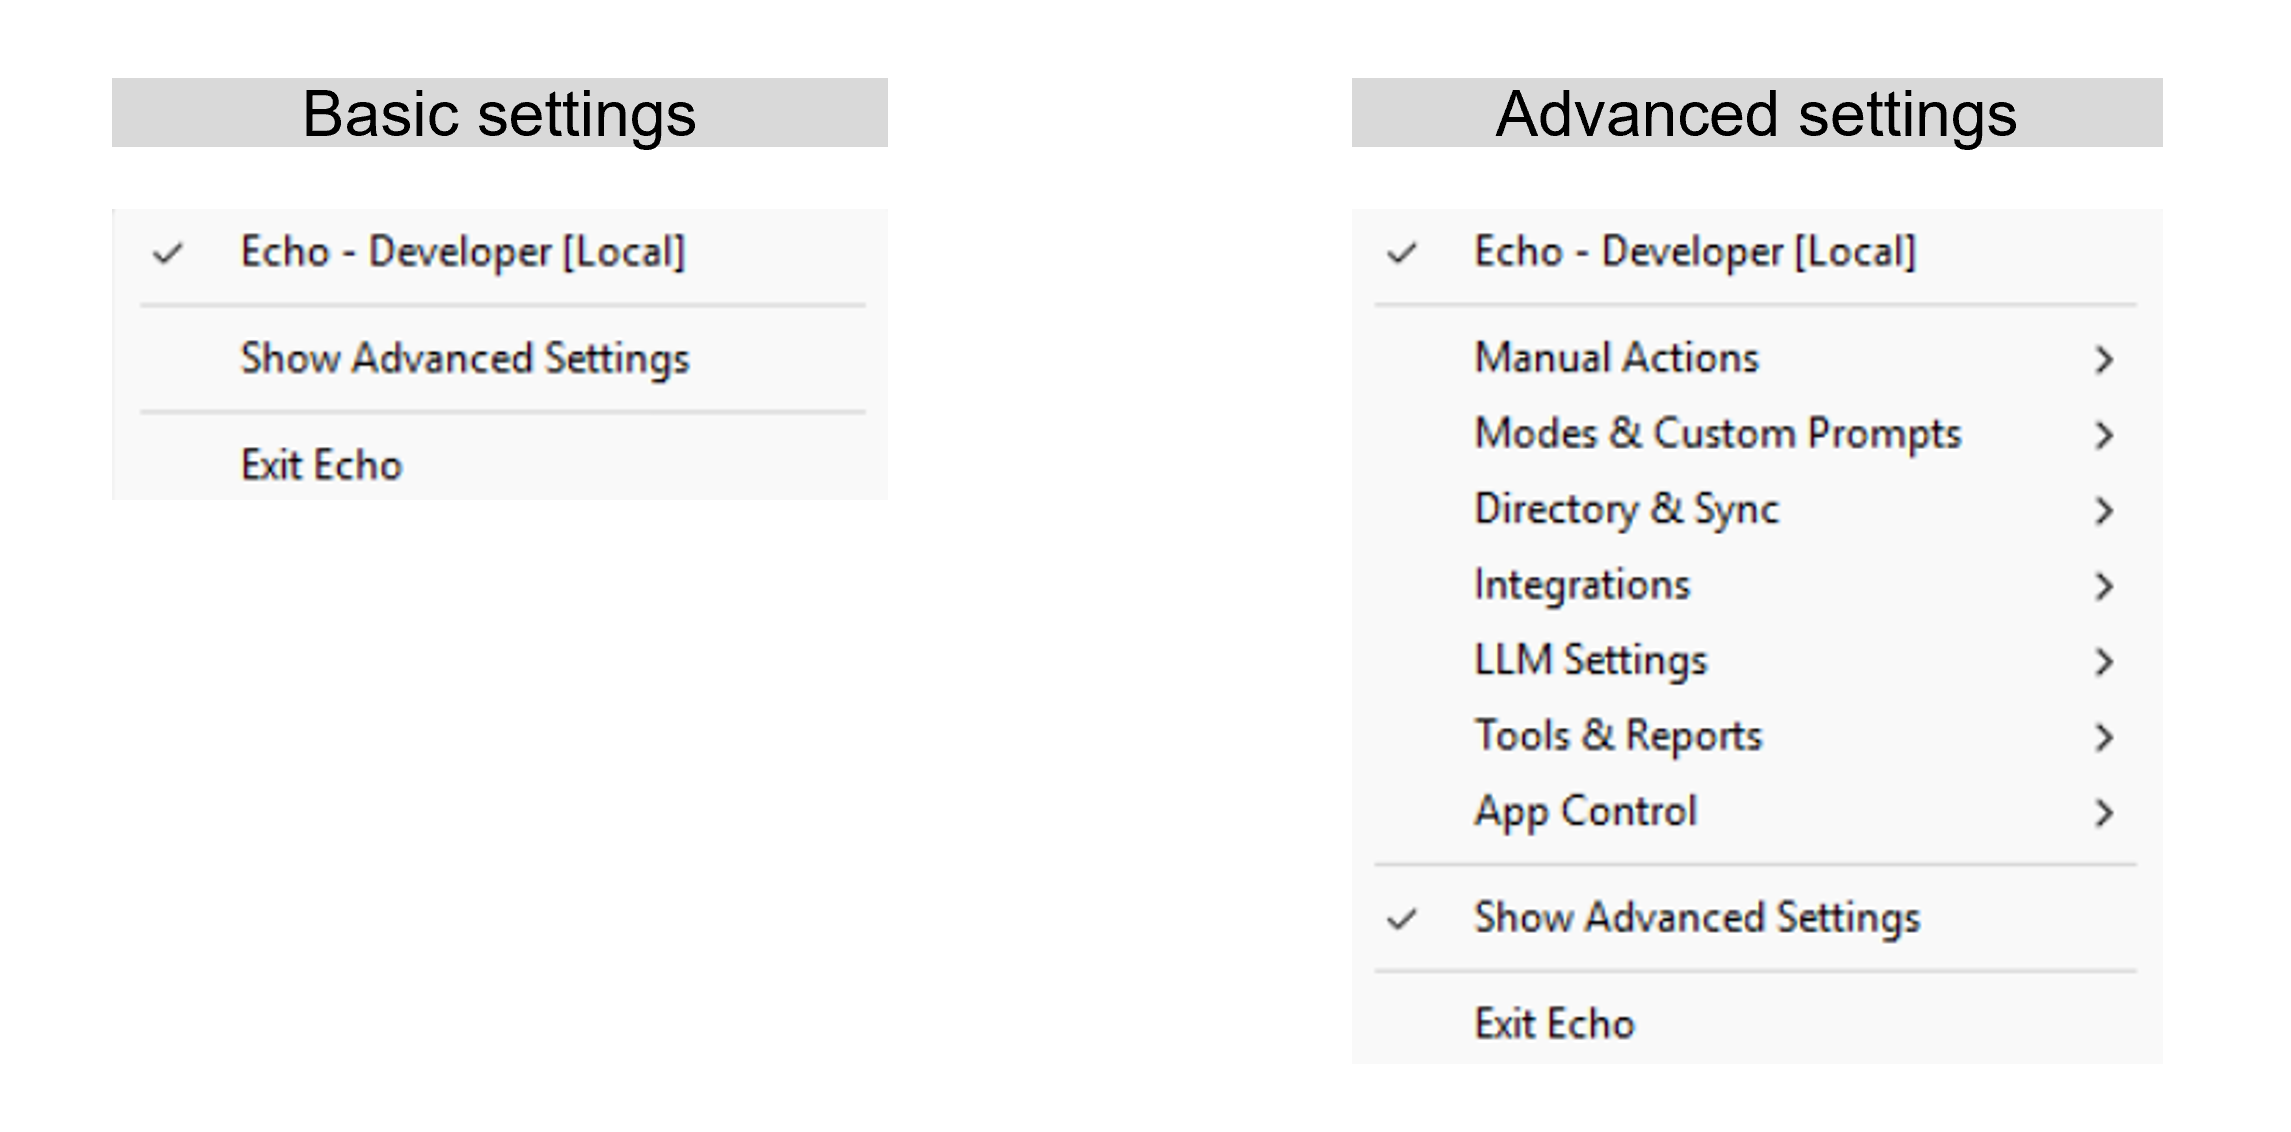 Basic settings
Echo - Developer [Local]
Show Advanced Settings
Exit Echo
Advanced settings
Echo - Developer [Local]
Manual Actions
Modes & Custom Prompts
Directory & Sync
Integrations
LLM Settings
Tools & Reports
App Control
Show Advanced Settings
Exit Echo